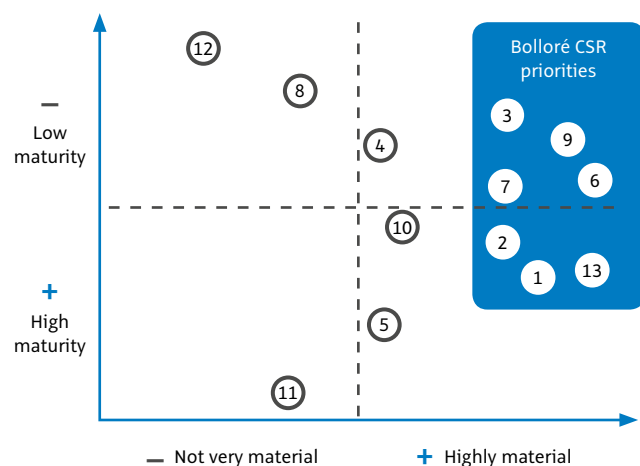 Bolloré CSR
priorities
12
8
3
9
4
6
7
10
2
1
13
5
11
–
Low
maturity
+
High
maturity
– Not very material
+ Highly material